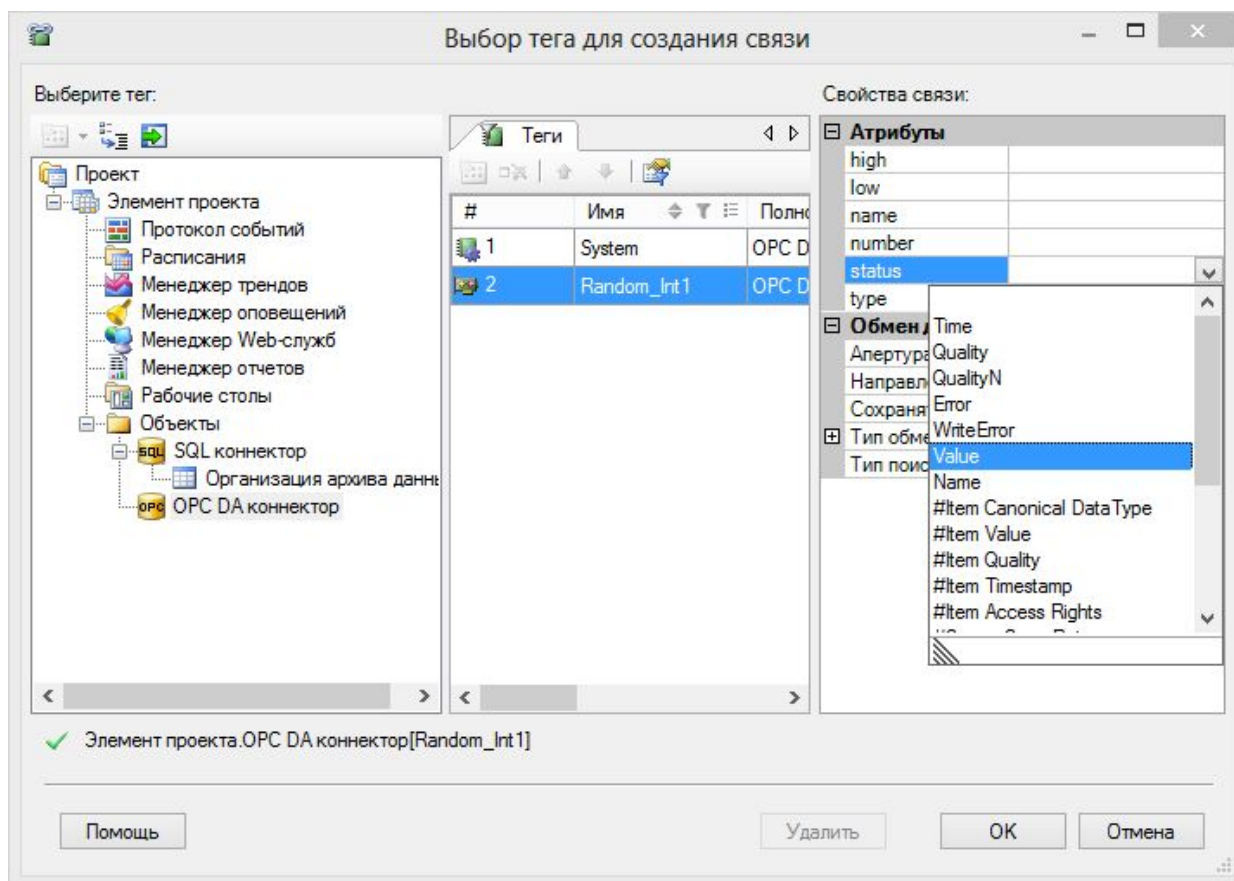 Выбор тега для создания связи
Выберите тег:
Проект
Элемент проекта
Протокол событий
Расписания
Менеджер трендов
Менеджер оповещений
Менеджер Web-служб
Менеджер отчетов
Рабочие столы
Объекты
SQL SQL коннектор
Организация архива данн
OPC OPC DA коннектор
Теги
# Имя Полно
1 System OPC D
2 Random_Int1 OPC D
Свойства связи:
Атрибуты
high
low
name
number
status
type
Обмен д
Апертура
Направл
Сохраня
Тип обме
Тип поис
Time
Quality
QualityN
Error
WriteError
Value
Name
#Item Canonical DataType
#Item Value
#Item Quality
#Item Timestamp
#Item Access Rights
Элемент проекта.OPC DA коннектор[Random_Int1]
Помощь Удалить OK Отмена